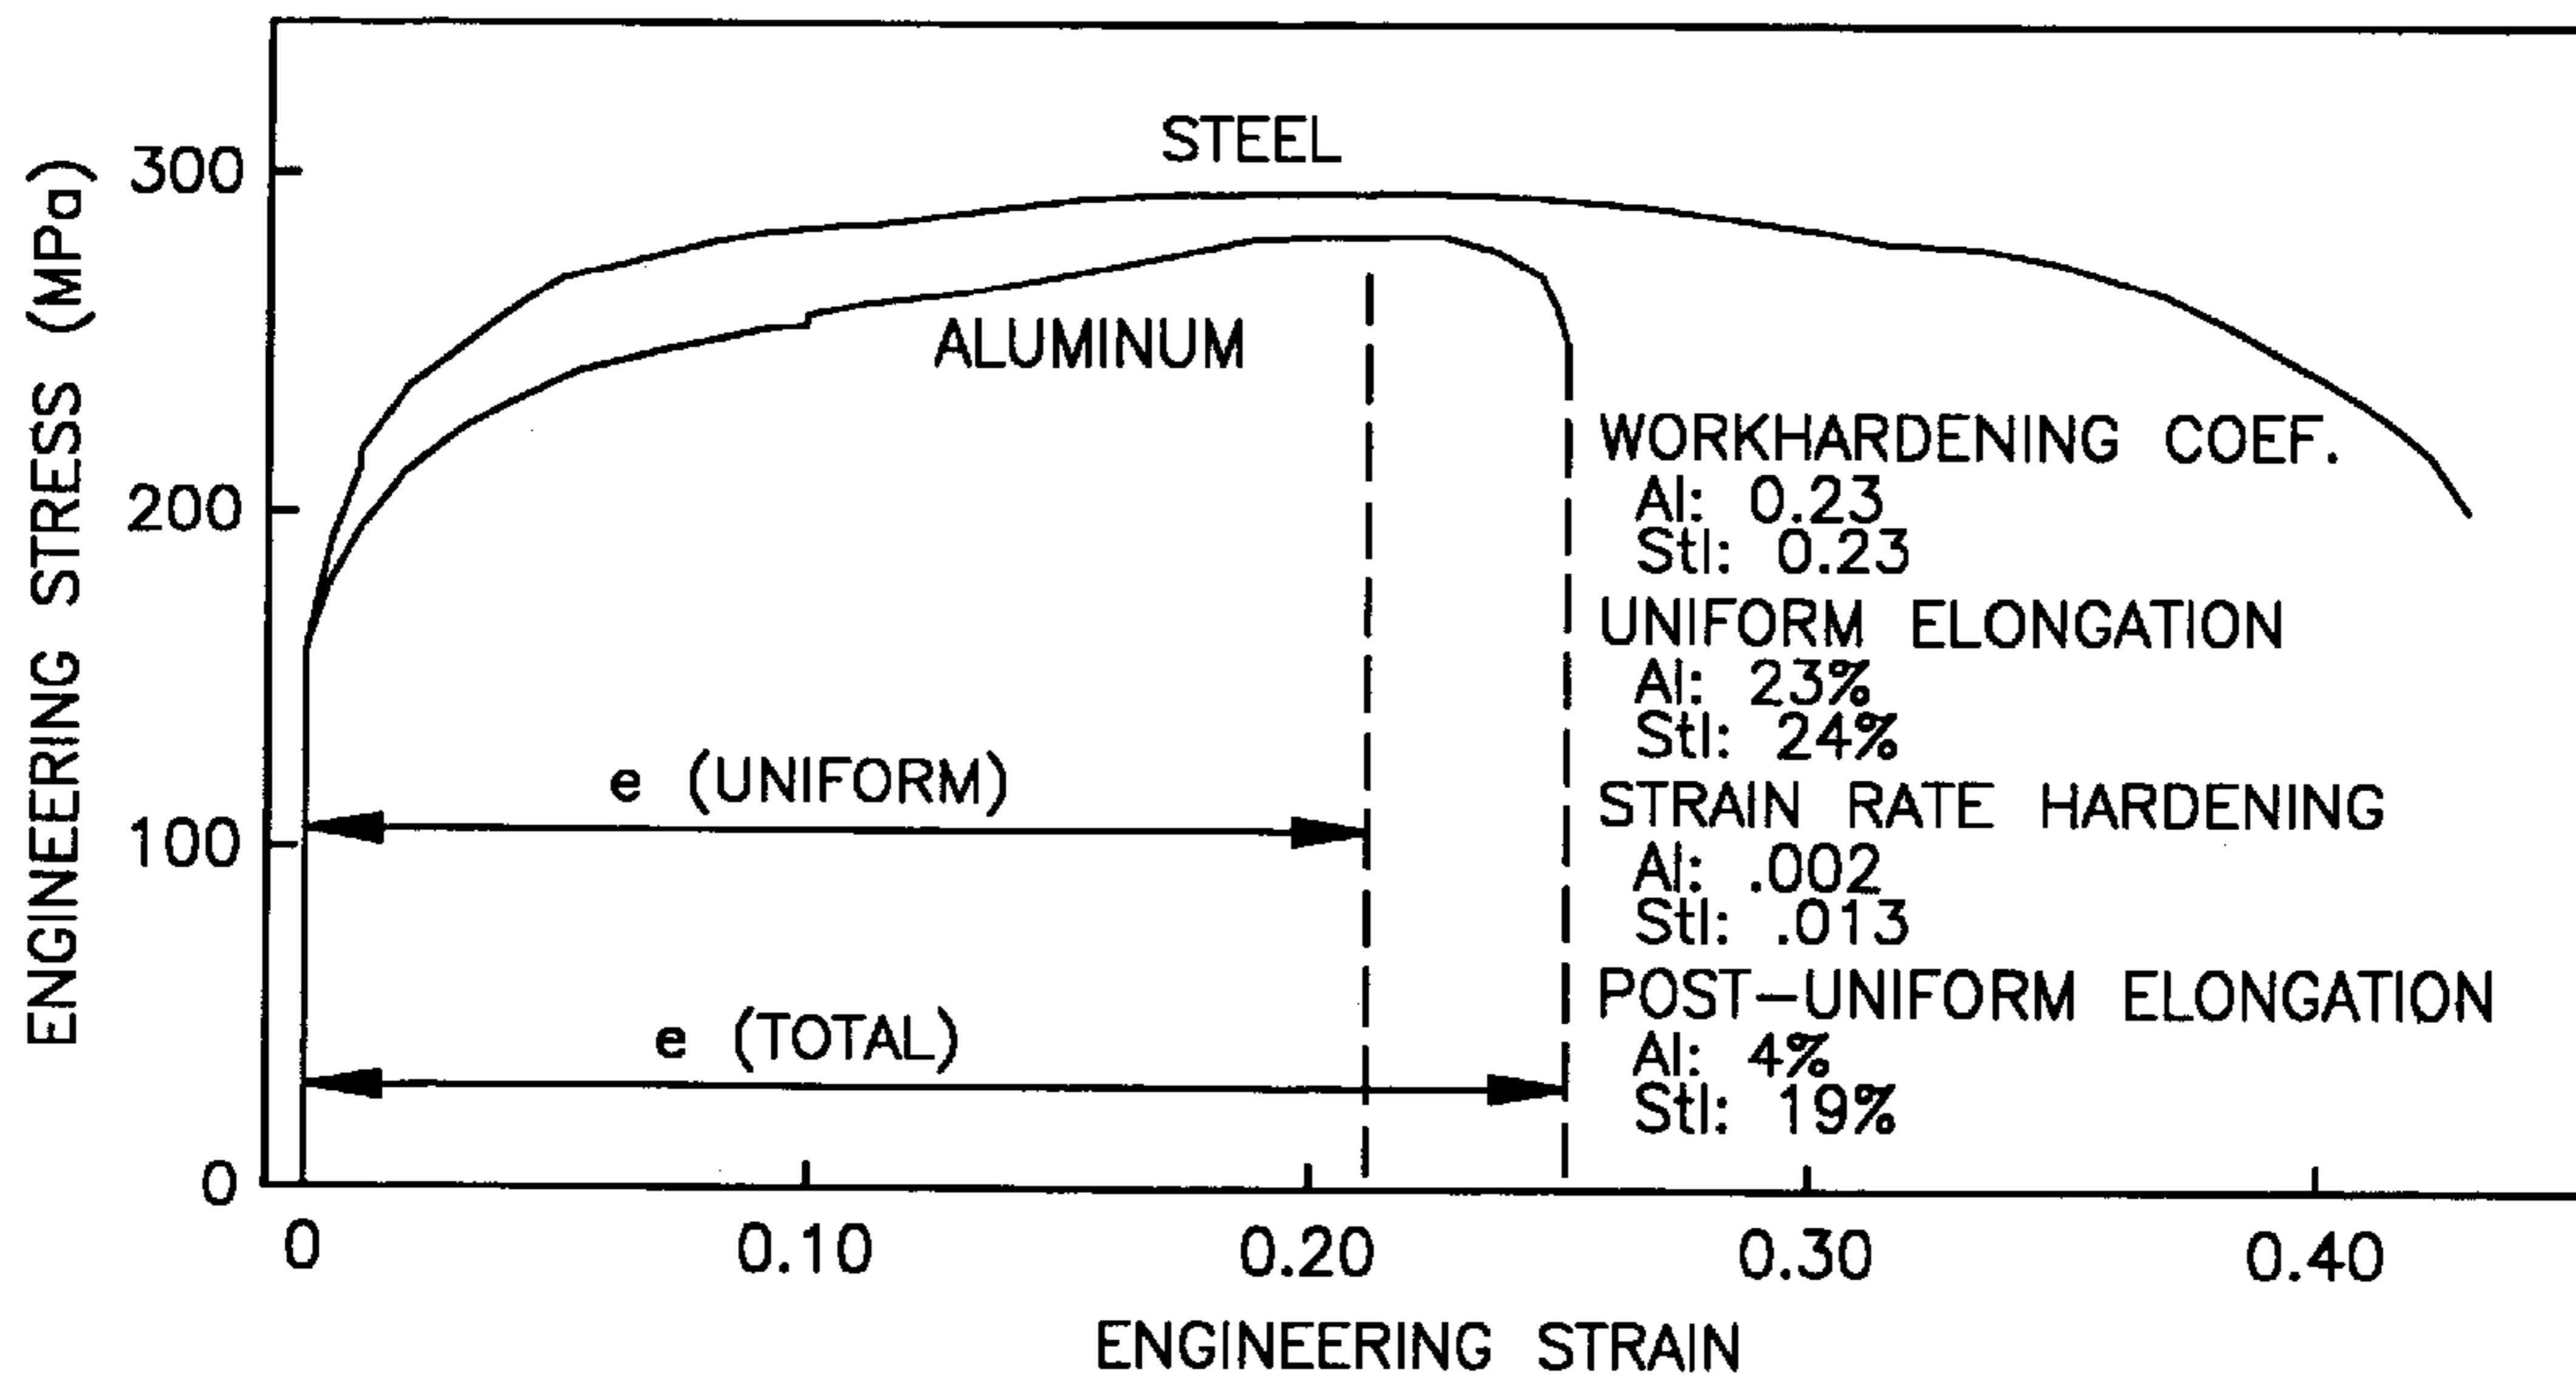 ENGINEERING STRESS (MPa)
300
200
100
0
STEEL
ALUMINUM
e (UNIFORM)
e (TOTAL)
WORKHARDENING COEF.
Al: 0.23
Stl: 0.23
UNIFORM ELONGATION
Al: 23%
Stl: 24%
STRAIN RATE HARDENING
Al: .002
Stl: .013
POST-UNIFORM ELONGATION
Al: 4%
Stl: 19%
0 0.10 0.20 0.30 0.40
ENGINEERING STRAIN